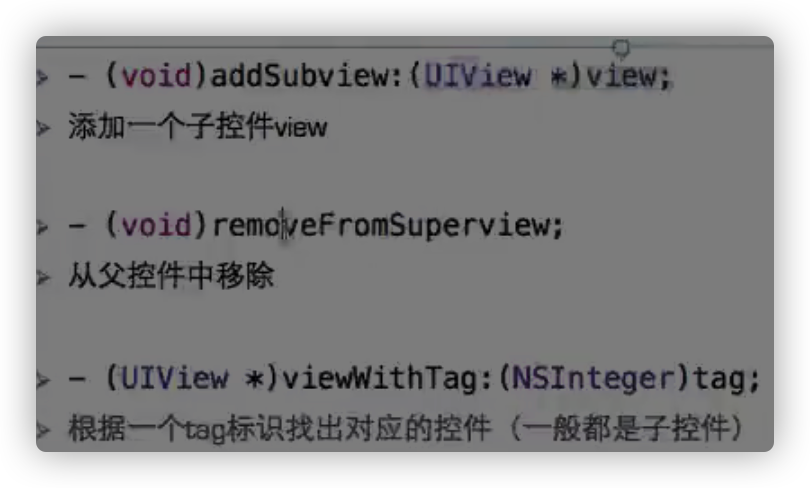 - (void)addSubview:(UIView *)view;
添加一个子控件view
- (void)removeFromSuperview;
从父控件中移除
- (UIView *)viewWithTag:(NSInteger)tag;
根据一个tag标识找出对应的控件（一般都是子控件）